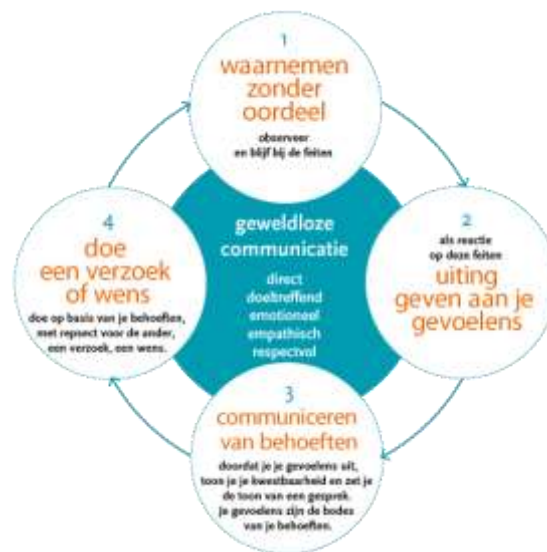 1
waarnemen
zonder
oordeel
observeer
en blijf bij de feiten
2
als reactie
op deze feiten
uiting
geven aan je
gevoelens
3
communiceren
van behoeften
doordat je je gevoelens uit,
toon je je kwetsbaarheid en zet je
de toon van een gesprek.
Je gevoelens zijn de bodes
van je behoeften.
4
doe
een verzoek
of wens
doe op basis van je behoeften,
met repsect voor de ander,
een verzoek, een wens.
geweldloze
communicatie
direct
doeltreffend
emotioneel
empathisch
respectvol